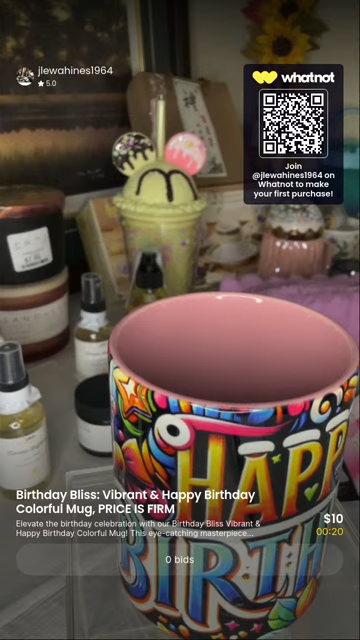 jlewahines1964
5.0
whatnot
Join
@jlewahines1964 on
Whatnot to make
your first purchase!
HAPP
BIRTH
Birthday Bliss: Vibrant & Happy Birthday
Colorful Mug, PRICE IS FIRM
$10
Elevate the birthday celebration with our Birthday Bliss Vibrant &
Happy Birthday Colorful Mug! This eye-catching masterpiece...
00:20
0 bids